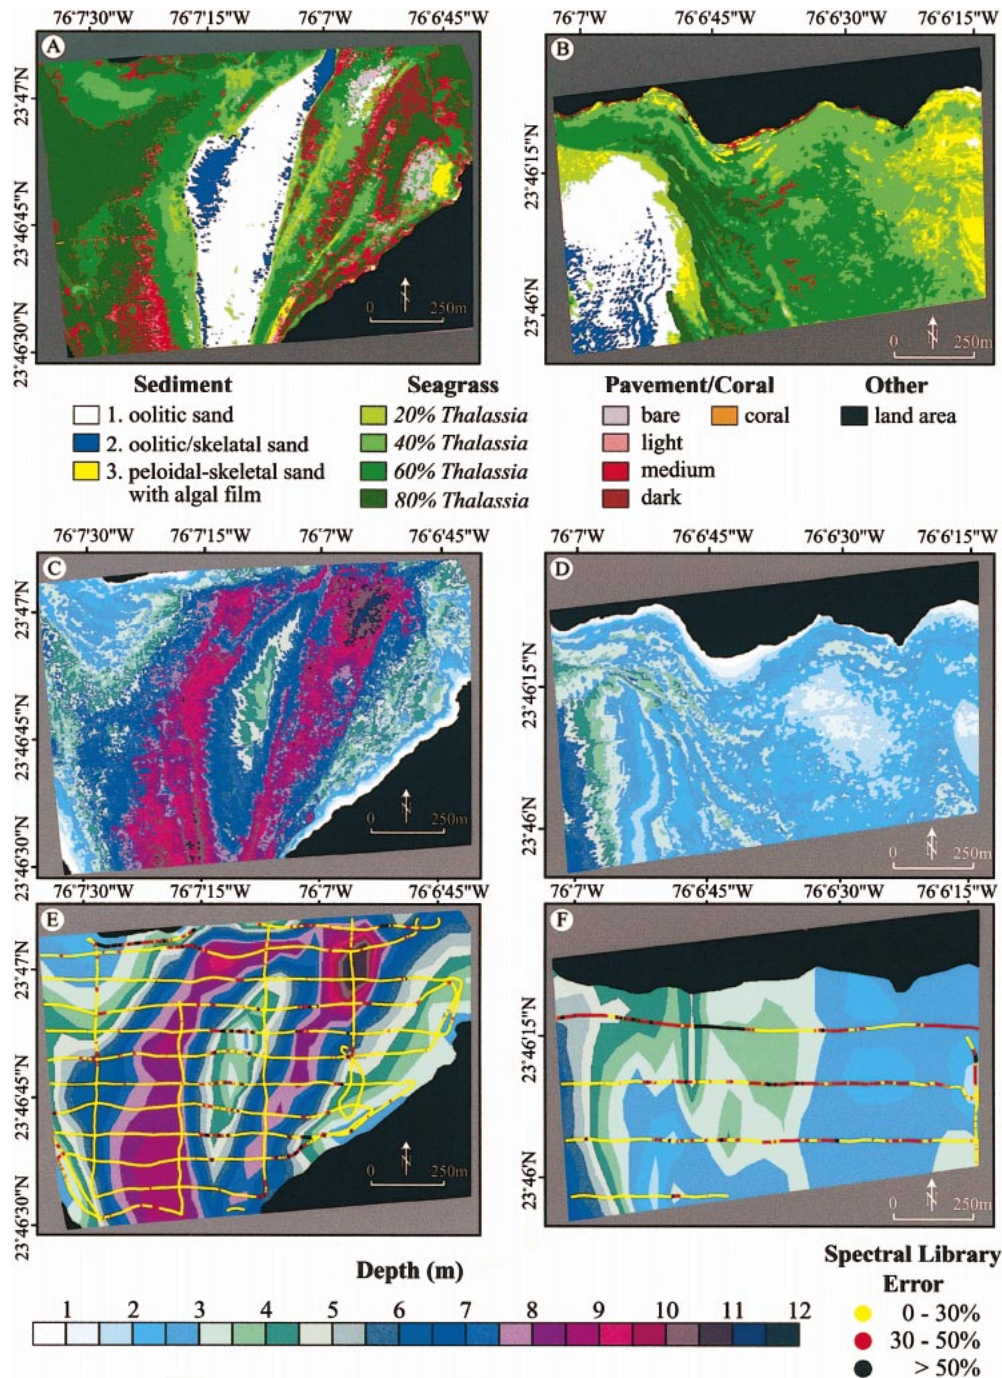 76°7'30"W 76°7'15"W 76°7'W 76°6'45"W
76°7'W 76°6'45"W 76°6'30"W 76°6'15"W
A
23°47'N
23°46'45"N
23°46'30"N
N
0 250m
B
23°46'15"N
23°46'N
N
0 250m
Sediment
1. oolitic sand
2. oolitic/skelatal sand
3. peloidal-skeletal sand
with algal film
Seagrass
20% Thalassia
40% Thalassia
60% Thalassia
80% Thalassia
Pavement/Coral
bare
coral
light
medium
dark
Other
land area
76°7'30"W 76°7'15"W 76°7'W 76°6'45"W
76°7'W 76°6'45"W 76°6'30"W 76°6'15"W
C
23°47'N
23°46'45"N
23°46'30"N
N
0 250m
D
23°46'15"N
23°46'N
N
0 250m
76°7'30"W 76°7'15"W 76°7'W 76°6'45"W
76°7'W 76°6'45"W 76°6'30"W 76°6'15"W
E
23°47'N
23°46'45"N
23°46'30"N
N
0 250m
F
23°46'15"N
23°46'N
N
0 250m
Depth (m)
1 2 3 4 5 6 7 8 9 10 11 12
Spectral Library
Error
0 - 30%
30 - 50%
> 50%